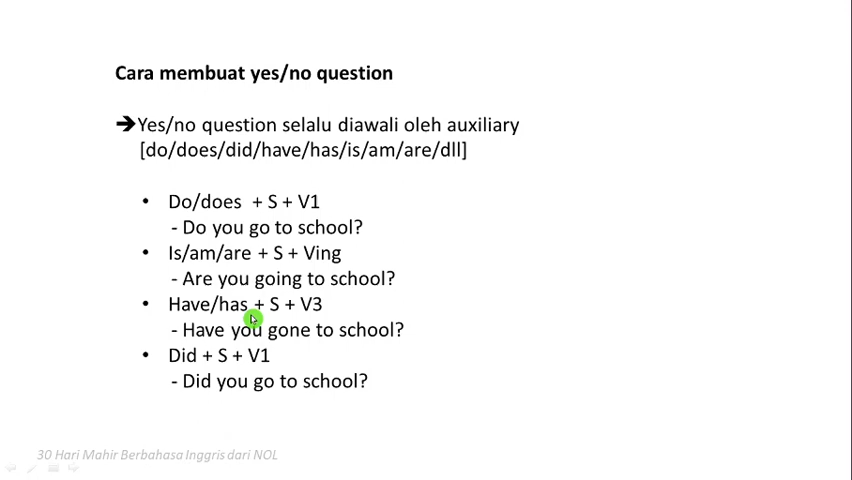 Cara membuat yes/no question
➔Yes/no question selalu diawali oleh auxiliary
[do/does/did/have/has/is/am/are/dll]
• Do/does + S + V1
- Do you go to school?
• Is/am/are + S + Ving
- Are you going to school?
• Have/has + S + V3
- Have you gone to school?
• Did + S + V1
- Did you go to school?
30 Hari Mahir Berbahasa Inggris dari NOL